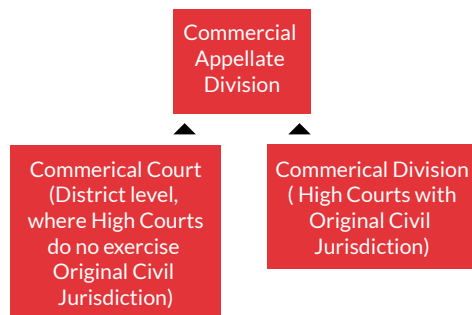 Commercial
Appellate
Division
Commerical Court
(District level,
where High Courts
do no exercise
Original Civil
Jurisdiction)
Commerical Division
( High Courts with
Original Civil
Jurisdiction)